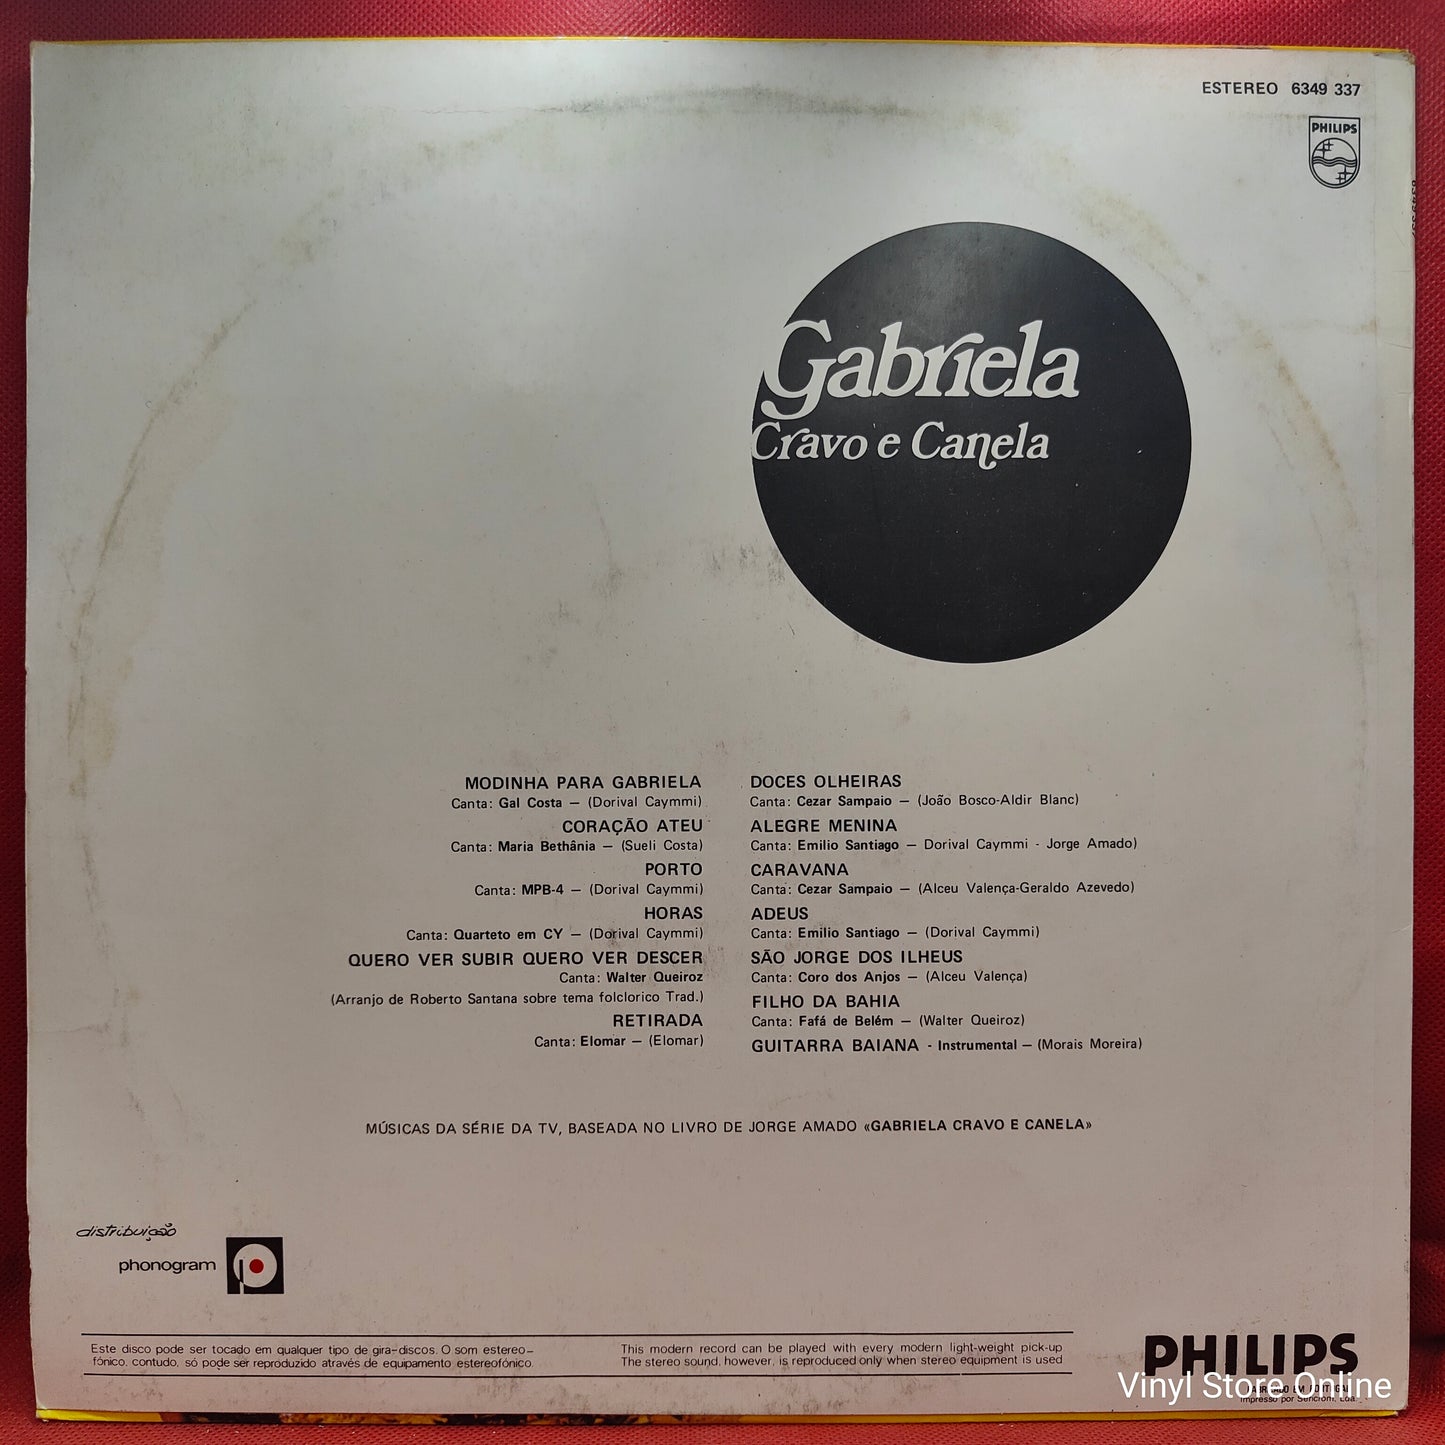 ESTEREO 6349 337
PHILIPS
Gabriela
Cravo e Canela
MODINHA PARA GABRIELA
Canta: Gal Costa — (Dorival Caymmi)
CORAÇÃO ATEU
Canta: Maria Bethânia — (Sueli Costa)
PORTO
Canta: MPB-4 — (Dorival Caymmi)
HORAS
Canta: Quarteto em CY — (Dorival Caymmi)
QUERO VER SUBIR QUERO VER DESCER
Canta: Walter Queiroz
(Arranjo de Roberto Santana sobre tema folclorico Trad.)
RETIRADA
Canta: Elomar — (Elomar)
DOCES OLHEIRAS
Canta: Cezar Sampaio — (João Bosco-Aldir Blanc)
ALEGRE MENINA
Canta: Emilio Santiago — Dorival Caymmi - Jorge Amado)
CARAVANA
Canta: Cezar Sampaio — (Alceu Valença-Geraldo Azevedo)
ADEUS
Canta: Emilio Santiago — (Dorival Caymmi)
SÃO JORGE DOS ILHEUS
Canta: Coro dos Anjos — (Alceu Valença)
FILHO DA BAHIA
Canta: Fafá de Belém — (Walter Queiroz)
GUITARRA BAIANA - Instrumental — (Morais Moreira)
MÚSICAS DA SÉRIE DA TV, BASEADA NO LIVRO DE JORGE AMADO «GABRIELA CRAVO E CANELA»
distribuição
phonogram
Este disco pode ser tocado em qualquer tipo de gira-discos. O som estereo-
fónico, contudo, só pode ser reproduzido através de equipamento estereofónico.
This modern record can be played with every modern light-weight pick-up
The stereo sound, however, is reproduced only when stereo equipment is used
PHILIPS
FABRICADO EM PORTUGAL
Impresso por Lda.
Vinyl Store Online